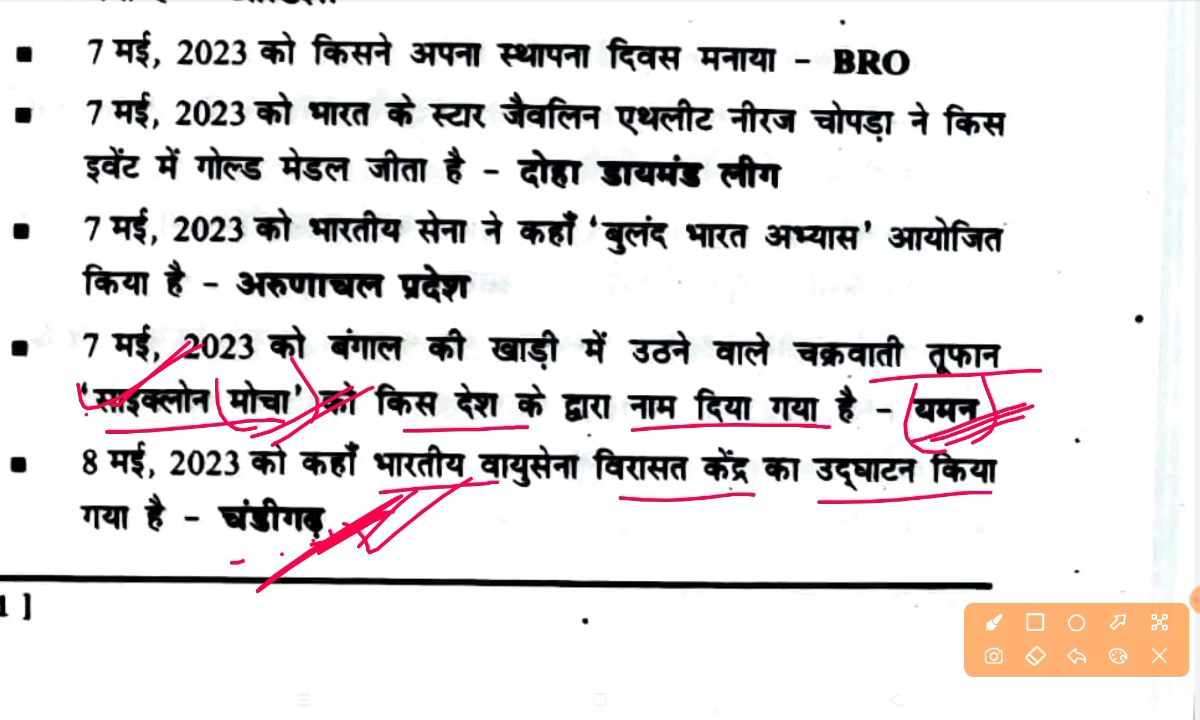 ■ 7 मई, 2023 को किसने अपना स्थापना दिवस मनाया – BRO
■ 7 मई, 2023 को भारत के स्टार जैवलिन एथलीट नीरज चोपड़ा ने किस
इवेंट में गोल्ड मेडल जीता है – दोहा डायमंड लीग
■ 7 मई, 2023 को भारतीय सेना ने कहाँ ‘बुलंद भारत अभ्यास’ आयोजित
किया है – अरुणाचल प्रदेश
■ 7 मई, 2023 को बंगाल की खाड़ी में उठने वाले चक्रवाती तूफान
‘साइक्लोन मोचा’ को किस देश के द्वारा नाम दिया गया है – यमन
■ 8 मई, 2023 को कहाँ भारतीय वायुसेना विरासत केंद्र का उद्घाटन किया
गया है – चंडीगढ़
1 ]